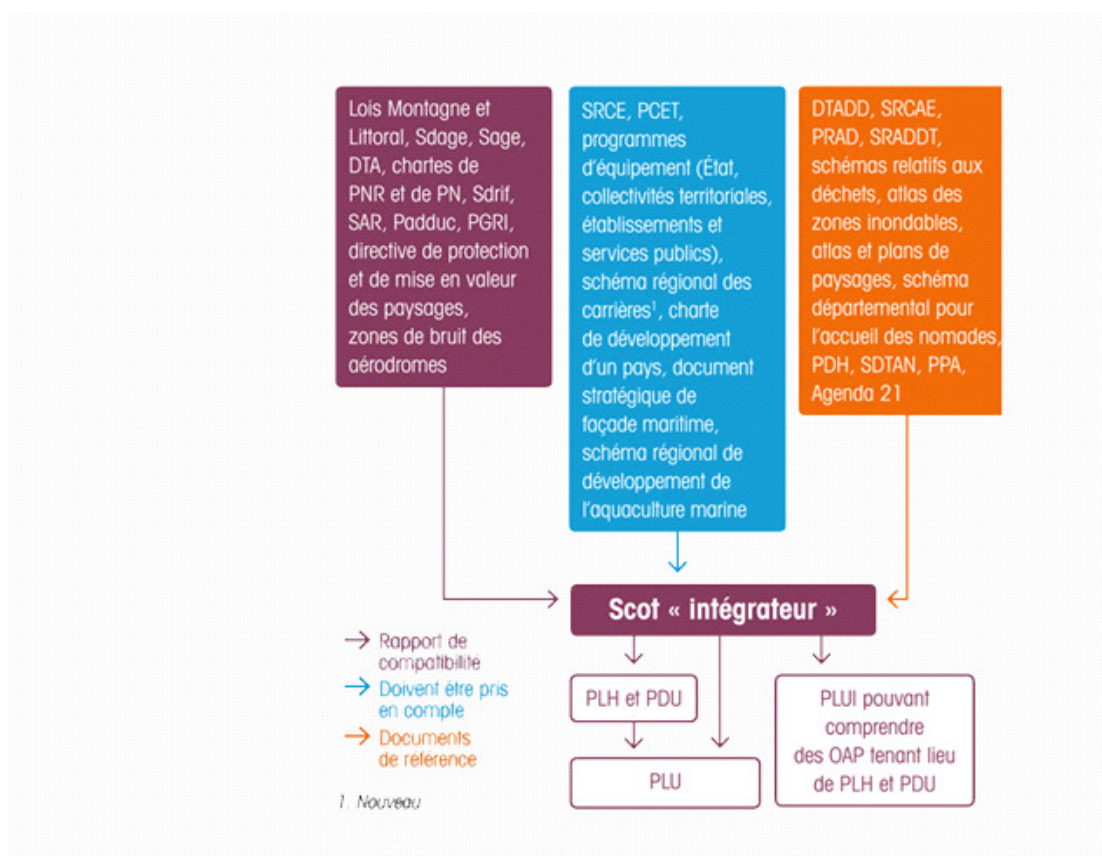 Lois Montagne et
Littoral, Sdage, Sage,
DTA, chartes de
PNR et de PN, Sdrif,
SAR, Padduc, PGRI,
directive de protection
et de mise en valeur
des paysages,
zones de bruit des
aérodromes
SRCE, PCET,
programmes
d'équipement (État,
collectivités territoriales,
établissements et
services publics),
schéma régional des
carrières¹, charte
de développement
d'un pays, document
stratégique de
façade maritime,
schéma régional de
développement de
l'aquaculture marine
DTADD, SRCAE,
PRAD, SRADDT,
schémas relatifs aux
déchets, atlas des
zones inondables,
atlas et plans de
paysages, schéma
départemental pour
l'accueil des nomades,
PDH, SDTAN, PPA,
Agenda 21
Scot « intégrateur »
Rapport de
compatibilité
Doivent être pris
en compte
Documents
de référence
1. Nouveau
PLH et PDU
PLU
PLUI pouvant
comprendre
des OAP tenant lieu
de PLH et PDU